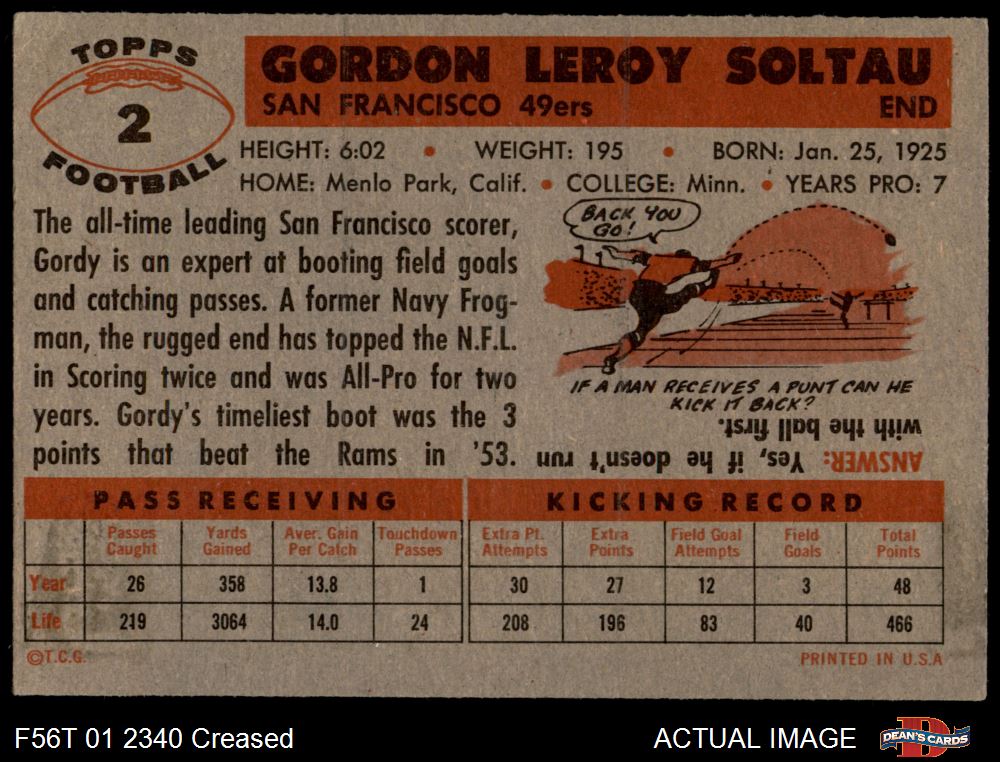 TOPPS
2
FOOTBALL
GORDON LEROY SOLTAU
SAN FRANCISCO 49ers END
HEIGHT: 6:02 • WEIGHT: 195 • BORN: Jan. 25, 1925
HOME: Menlo Park, Calif. • COLLEGE: Minn. • YEARS PRO: 7
The all-time leading San Francisco scorer,
Gordy is an expert at booting field goals
and catching passes. A former Navy Frog-
man, the rugged end has topped the N.F.L.
in Scoring twice and was All-Pro for two
years. Gordy's timeliest boot was the 3
points that beat the Rams in '53.
BACK YOU
GO!
IF A MAN RECEIVES A PUNT CAN HE
KICK IT BACK?
ANSWER: Yes, if he doesn't run
with the ball first.
PASS RECEIVING
Passes Caught Yards Gained Aver. Gain Per Catch Touchdown Passes
Year 26 358 13.8 1
Life 219 3064 14.0 24
KICKING RECORD
Extra Pt. Attempts Extra Points Field Goal Attempts Field Goals Total Points
30 27 12 3 48
208 196 83 40 466
©T.C.G. PRINTED IN U.S.A
F56T 01 2340 Creased ACTUAL IMAGE
D
DEAN'S CARDS